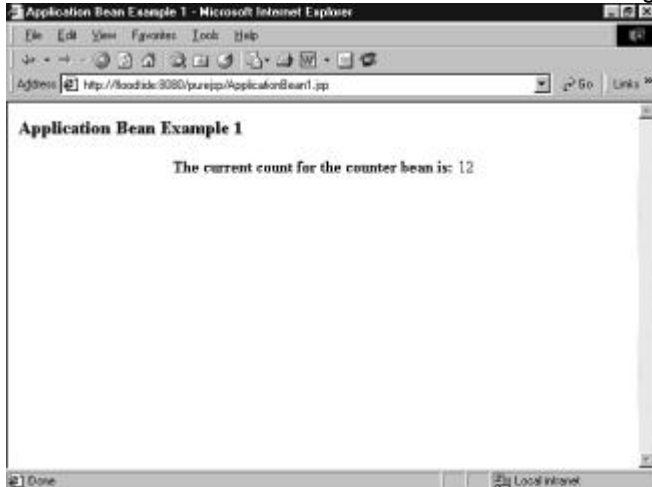 Application Bean Example 1 - Microsoft Internet Explorer
File Edit View Favorites Tools Help
Address http://floodside:8080/purejsp/ApplicationBean1.jsp Go Links »
Application Bean Example 1
The current count for the counter bean is: 12
Done Local intranet